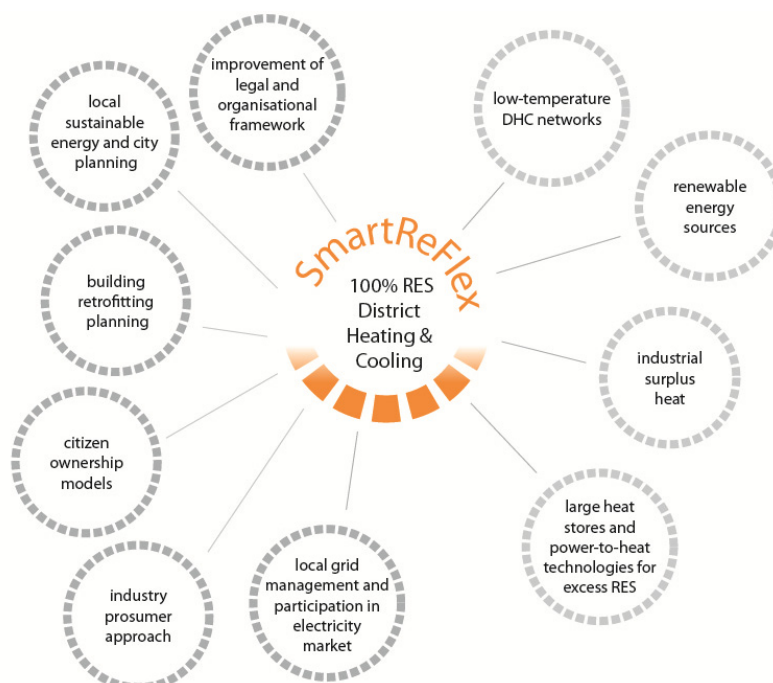 improvement of
legal and
organisational
framework
local
sustainable
energy and city
planning
building
retrofitting
planning
citizen
ownership
models
industry
prosumer
approach
local grid
management and
participation in
electricity
market
SmartReFlex
100% RES
District
Heating &
Cooling
low-temperature
DHC networks
renewable
energy
sources
industrial
surplus
heat
large heat
stores and
power-to-heat
technologies for
excess RES